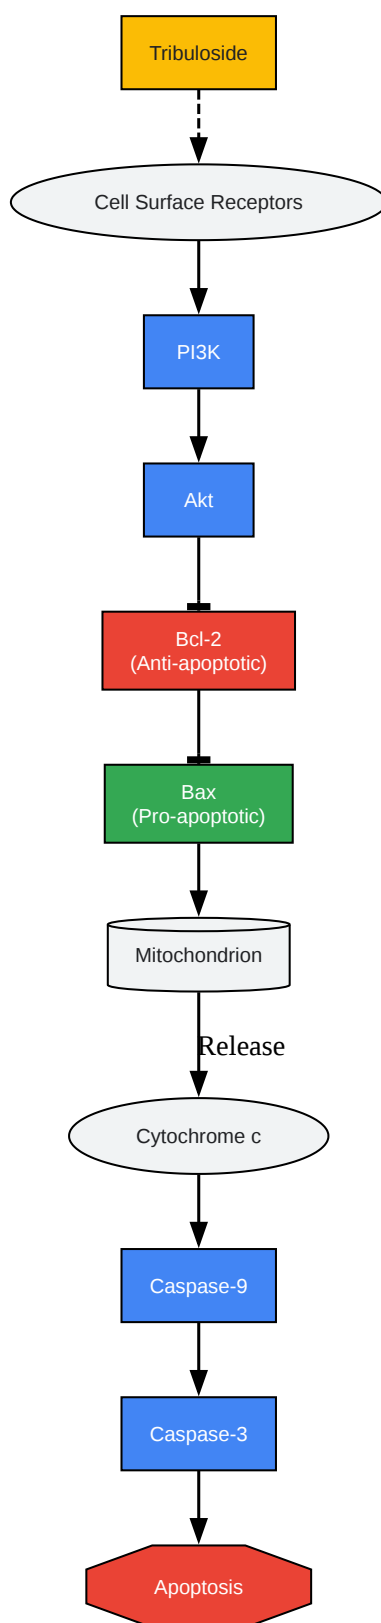 Tribuloside
Cell Surface Receptors
PI3K
Akt
Bcl-2
(Anti-apoptotic)
Bax
(Pro-apoptotic)
Mitochondrion
Release
Cytochrome c
Caspase-9
Caspase-3
Apoptosis